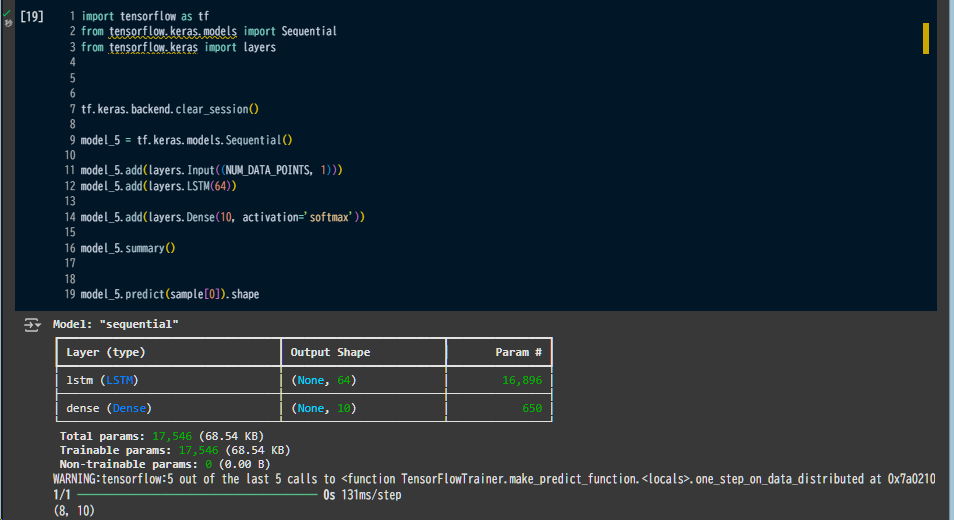 [19]
1 import tensorflow as tf
2 from tensorflow.keras.models import Sequential
3 from tensorflow.keras import layers
4
5
6
7 tf.keras.backend.clear_session()
8
9 model_5 = tf.keras.models.Sequential()
10
11 model_5.add(layers.Input((NUM_DATA_POINTS, 1)))
12 model_5.add(layers.LSTM(64))
13
14 model_5.add(layers.Dense(10, activation='softmax'))
15
16 model_5.summary()
17
18
19 model_5.predict(sample[0]).shape
Model: "sequential"
Layer (type) Output Shape Param #
lstm (LSTM) (None, 64) 16,896
dense (Dense) (None, 10) 650
Total params: 17,546 (68.54 KB)
Trainable params: 17,546 (68.54 KB)
Non-trainable params: 0 (0.00 B)
WARNING:tensorflow:5 out of the last 5 calls to <function TensorFlowTrainer.make_predict_function.<locals>.one_step_on_data_distributed at 0x7a0210
1/1 0s 131ms/step
(8, 10)